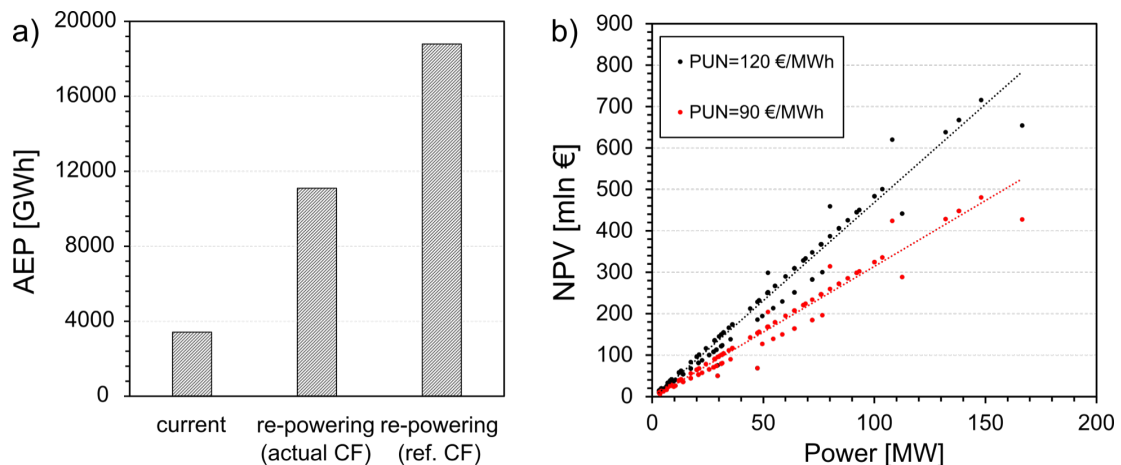 a)
AEP [GWh]
20000
16000
12000
8000
4000
0
current
re-powering
(actual CF)
re-powering
(ref. CF)
b)
NPV [mln €]
900
800
700
600
500
400
300
200
100
0
PUN=120 €/MWh
PUN=90 €/MWh
0 50 100 150 200
Power [MW]